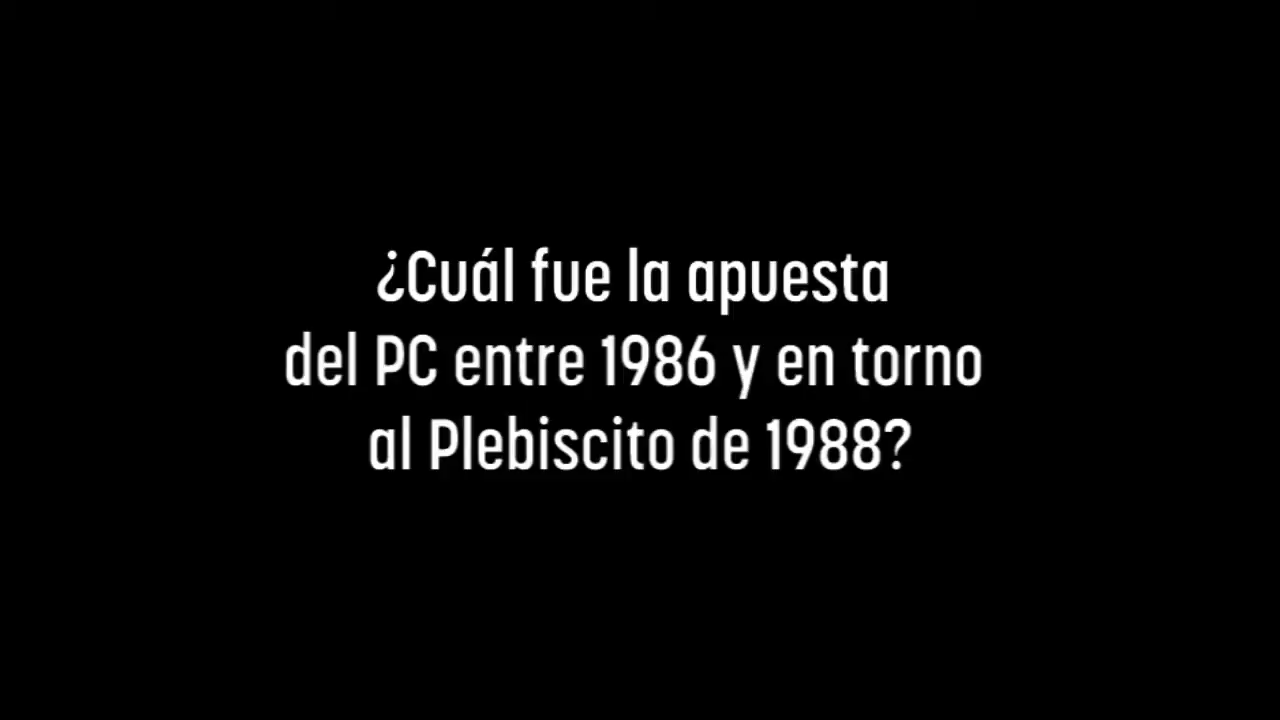 ¿Cuál fue la apuesta
del PC entre 1986 y en torno
al Plebiscito de 1988?